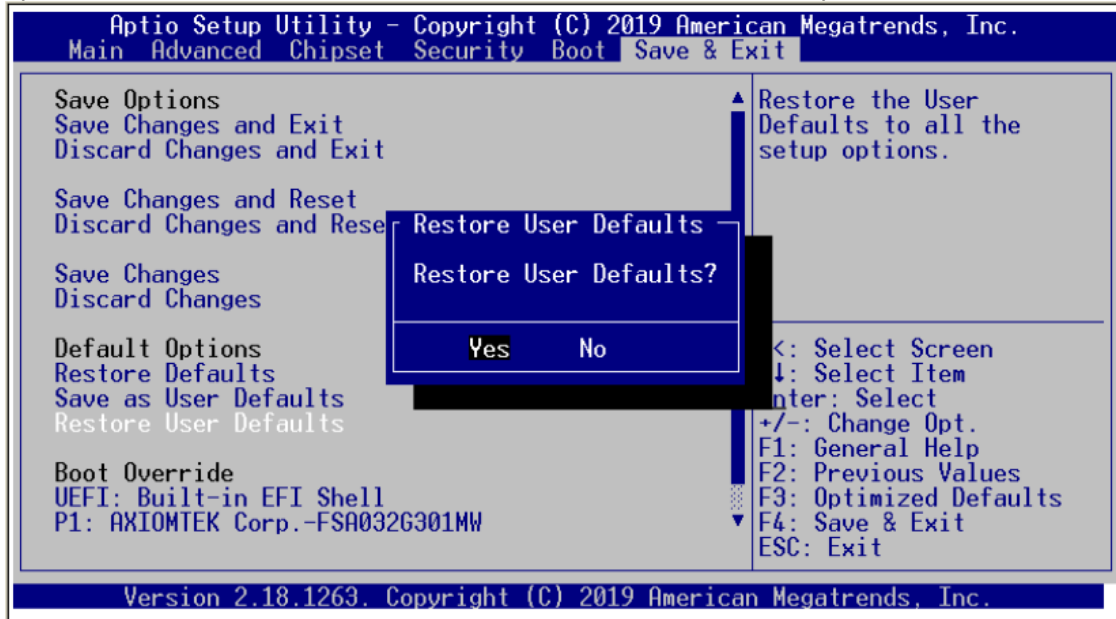 Aptio Setup Utility – Copyright (C) 2019 American Megatrends, Inc.
Main Advanced Chipset Security Boot Save & Exit
Save Options
Save Changes and Exit
Discard Changes and Exit
Save Changes and Reset
Discard Changes and Rese
Save Changes
Discard Changes
Default Options
Restore Defaults
Save as User Defaults
Restore User Defaults
Boot Override
UEFI: Built-in EFI Shell
P1: AXIOMTEK Corp.-FSA032G301MW
Restore User Defaults
Restore User Defaults?
Yes No
Restore the User
Defaults to all the
setup options.
<: Select Screen
↓: Select Item
nter: Select
+/-: Change Opt.
F1: General Help
F2: Previous Values
F3: Optimized Defaults
F4: Save & Exit
ESC: Exit
Version 2.18.1263. Copyright (C) 2019 American Megatrends, Inc.